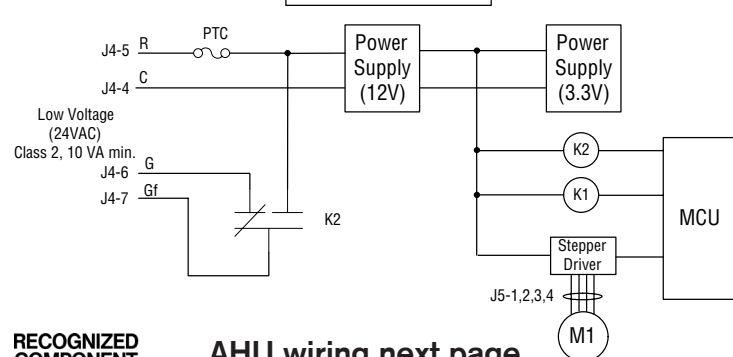 PTC
J4-5 R
Power Supply (12V)
Power Supply (3.3V)
J4-4 C
Low Voltage
(24VAC)
Class 2, 10 VA min.
J4-6 G
J4-7 Gf
K2
K2
K1
MCU
Stepper
Driver
J5-1,2,3,4
M1
RECOGNIZED
COMPONENT
AHU wiring next page